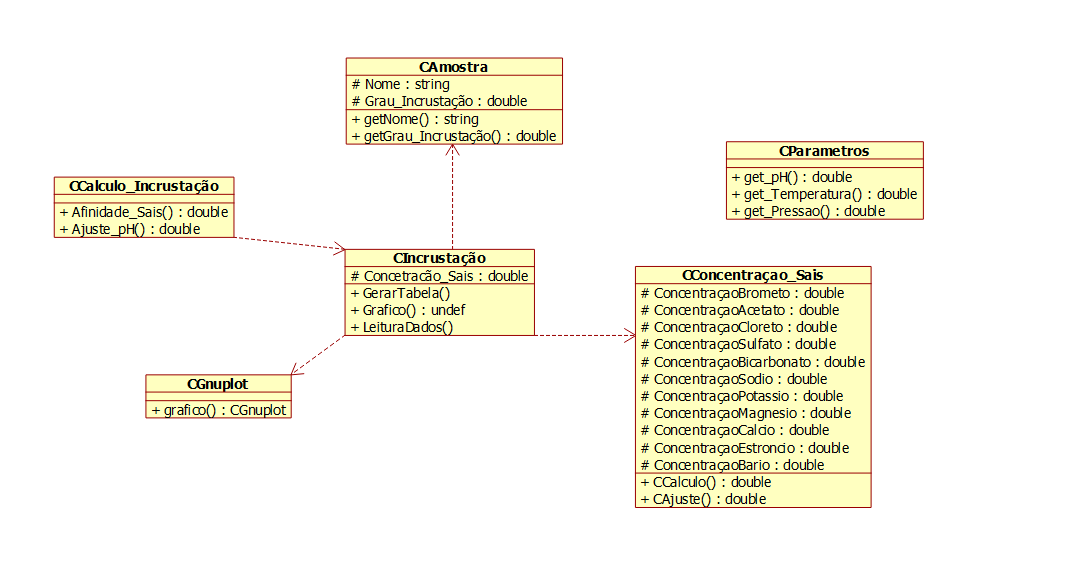 CAmostra
# Nome : string
# Grau_Incrustação : double
+ getNome() : string
+ getGrau_Incrustação() : double
CParametros
+ get_pH() : double
+ get_Temperatura() : double
+ get_Pressao() : double
CCalculo_Incrustação
+ Afinidade_Sais() : double
+ Ajuste_pH() : double
CIncrustação
# Concetracão_Sais : double
+ GerarTabela()
+ Grafico() : undef
+ LeituraDados()
CConcentraçao_Sais
# ConcentraçaoBrometo : double
# ConcentraçaoAcetato : double
# ConcentraçaoCloreto : double
# ConcentraçaoSulfato : double
# ConcentraçaoBicarbonato : double
# ConcentraçaoSodio : double
# ConcentraçaoPotassio : double
# ConcentraçaoMagnesio : double
# ConcentraçaoCalcio : double
# ConcentraçaoEstroncio : double
# ConcentraçaoBario : double
+ CCalculo() : double
+ CAjuste() : double
CGnuplot
+ grafico() : CGnuplot